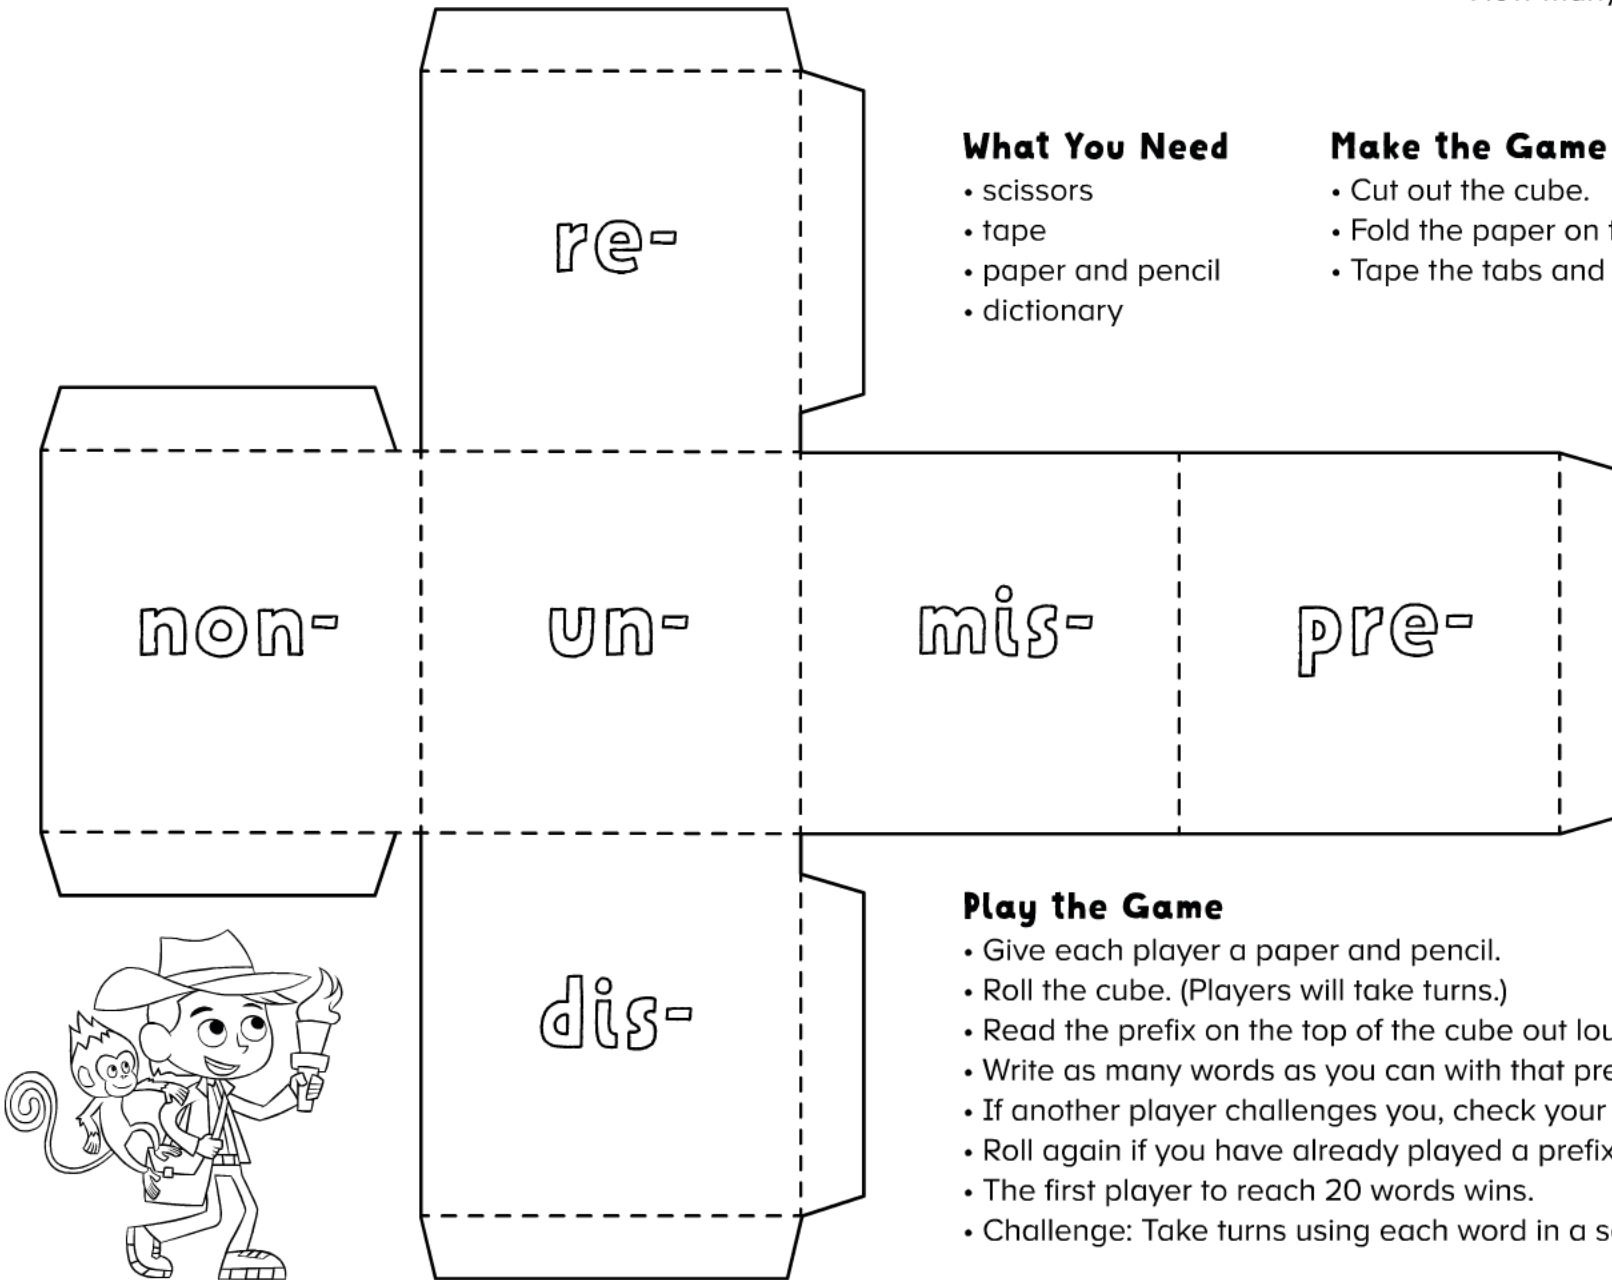 re-
What You Need
• scissors
• tape
• paper and pencil
• dictionary
Make the Game
• Cut out the cube.
• Fold the paper on
• Tape the tabs and
non-
un-
mis-
pre-
dis-
Play the Game
• Give each player a paper and pencil.
• Roll the cube. (Players will take turns.)
• Read the prefix on the top of the cube out
• Write as many words as you can with that
• If another player challenges you, check your
• Roll again if you have already played a prefix
• The first player to reach 20 words wins.
• Challenge: Take turns using each word in a